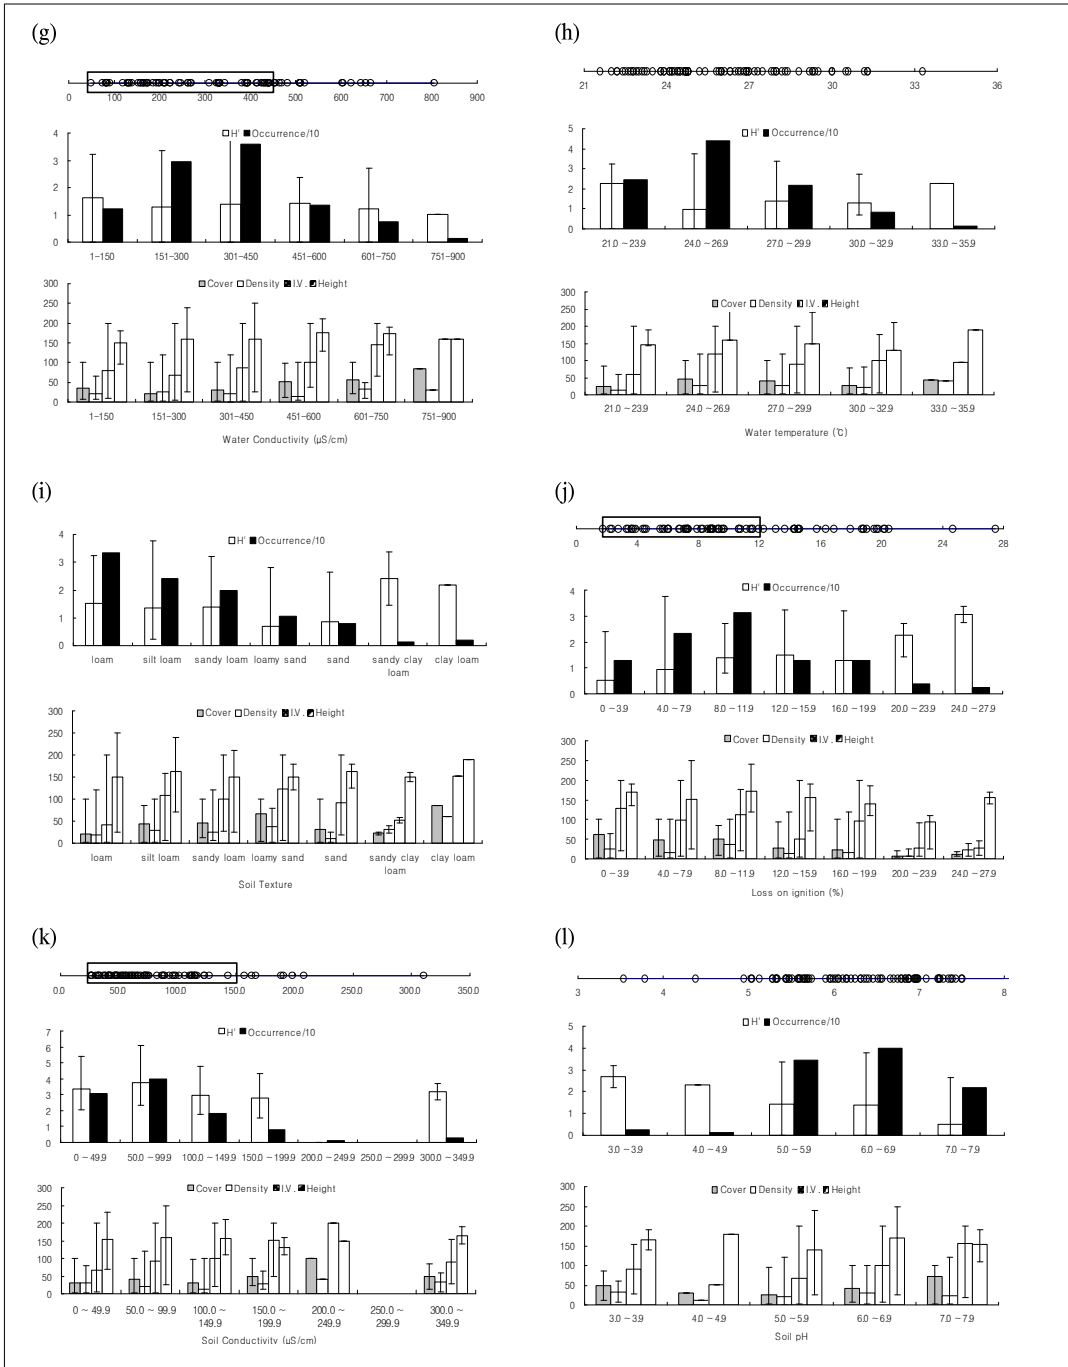 (g)
0 100 200 300 400 500 600 700 800 900
H' Occurrence/10
4
3
2
1
0
1-150 151-300 301-450 451-600 601-750 751-900
Cover Density I.V. Height
300
250
200
150
100
50
0
1-150 151-300 301-450 451-600 601-750 751-900
Water Conductivity (µS/cm)
(h)
21 24 27 30 33 36
H' Occurrence/10
5
4
3
2
1
0
21.0 ~ 23.9 24.0 ~ 26.9 27.0 ~ 29.9 30.0 ~ 32.9 33.0 ~ 35.9
Cover Density I.V. Height
300
250
200
150
100
50
0
21.0 ~ 23.9 24.0 ~ 26.9 27.0 ~ 29.9 30.0 ~ 32.9 33.0 ~ 35.9
Water temperature (℃)
(i)
H' Occurrence/10
4
3
2
1
0
loam silt loam sandy loam loamy sand sand sandy clay clay loam
loam
Cover Density I.V. Height
300
250
200
150
100
50
0
loam silt loam sandy loam loamy sand sand sandy clay clay loam
loam
Soil Texture
(j)
0 4 8 12 16 20 24 28
H' Occurrence/10
4
3
2
1
0
0 ~ 3.9 4.0 ~ 7.9 8.0 ~ 11.9 12.0 ~ 15.9 16.0 ~ 19.9 20.0 ~ 23.9 24.0 ~ 27.9
Cover Density I.V. Height
300
250
200
150
100
50
0
0 ~ 3.9 4.0 ~ 7.9 8.0 ~ 11.9 12.0 ~ 15.9 16.0 ~ 19.9 20.0 ~ 23.9 24.0 ~ 27.9
Loss on ignition (%)
(k)
0.0 50.0 100.0 150.0 200.0 250.0 300.0 350.0
H' Occurrence/10
7
6
5
4
3
2
1
0
0 ~ 49.9 50.0 ~ 99.9 100.0 ~ 149.9 150.0 ~ 199.9 200.0 ~ 249.9 250.0 ~ 299.9 300.0 ~ 349.9
Cover Density I.V. Height
300
250
200
150
100
50
0
0 ~ 49.9 50.0 ~ 99.9 100.0 ~ 150.0 ~ 200.0 ~ 250.0 ~ 300.0 ~
149.9 199.9 249.9 299.9 349.9
Soil Conductivity (µS/cm)
(l)
3 4 5 6 7 8
H' Occurrence/10
5
4
3
2
1
0
3.0 ~ 3.9 4.0 ~ 4.9 5.0 ~ 5.9 6.0 ~ 6.9 7.0 ~ 7.9
Cover Density I.V. Height
300
250
200
150
100
50
0
3.0 ~ 3.9 4.0 ~ 4.9 5.0 ~ 5.9 6.0 ~ 6.9 7.0 ~ 7.9
Soil pH